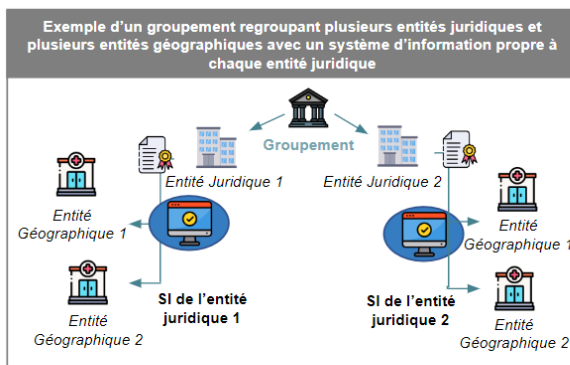 Exemple d’un groupement regroupant plusieurs entités juridiques et
plusieurs entités géographiques avec un système d’information propre à
chaque entité juridique
Groupement
Entité Juridique 1
Entité Juridique 2
Entité
Géographique 1
Entité
Géographique 1
SI de l’entité
juridique 1
SI de l’entité
juridique 2
Entité
Géographique 2
Entité
Géographique 2